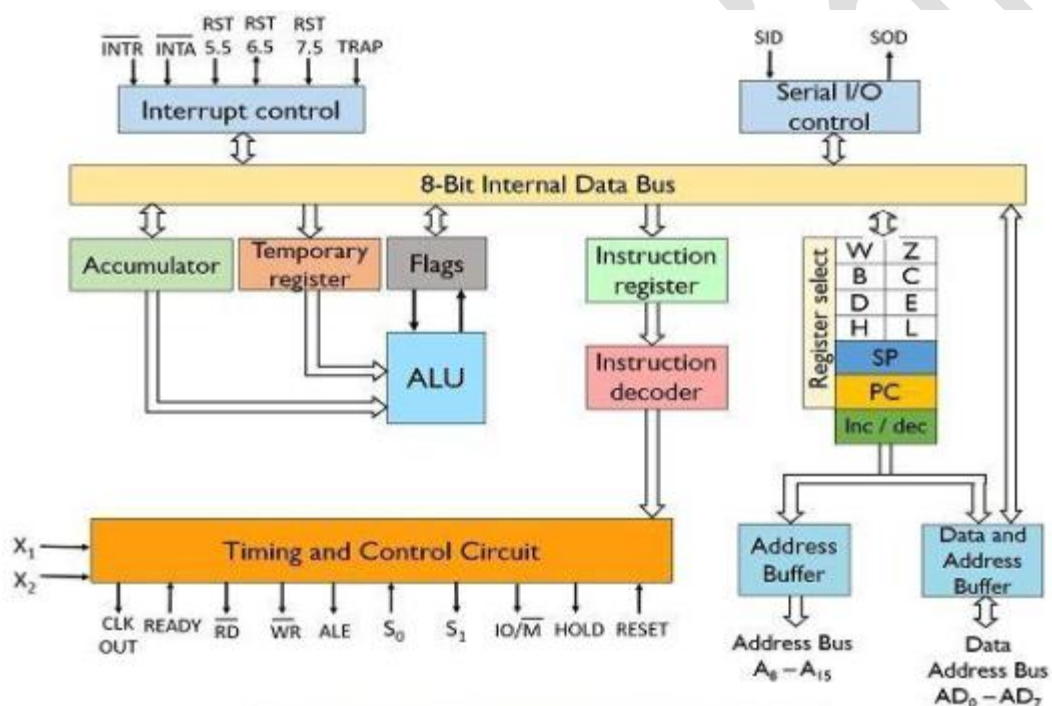 RST RST RST
INTR INTA 5.5 6.5 7.5 TRAP
SID SOD
Interrupt control
Serial I/O
control
8-Bit Internal Data Bus
Accumulator
Temporary
register
Flags
Instruction
register
Register select
W Z
B C
D E
H L
SP
PC
Inc / dec
ALU
Instruction
decoder
X₁
X₂
Timing and Control Circuit
Address
Buffer
Data and
Address
Buffer
CLK
OUT
READY RD WR ALE S₀ S₁ IO/M HOLD RESET
Address Bus
A₈ – A₁₅
Data
Address Bus
AD₀ – AD₇